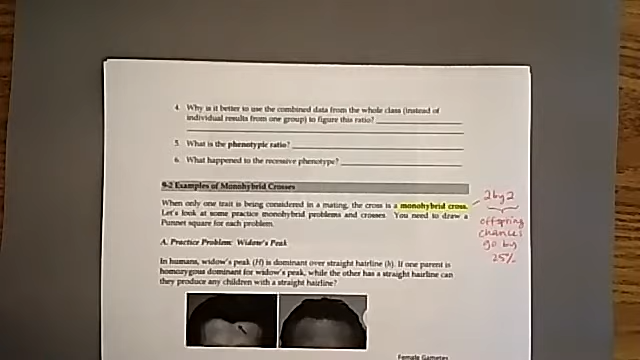 4. Why is it better to use the combined data from the whole class (instead of
individual results from one group) to figure this ratio?
5. What is the phenotypic ratio?
6. What happened to the recessive phenotype?
9-2 Examples of Monohybrid Crosses
When only one trait is being considered in a mating, the cross is a monohybrid cross.
Let's look at some practice monohybrid problems and crosses. You need to draw a
Punnet square for each problem.
2 by 2
offspring
chances
go by
25%
A. Practice Problem: Widow's Peak
In humans, widow's peak (H) is dominant over straight hairline (h). If one parent is
homozygous dominant for widow's peak, while the other has a straight hairline can
they produce any children with a straight hairline?
Female Gametes